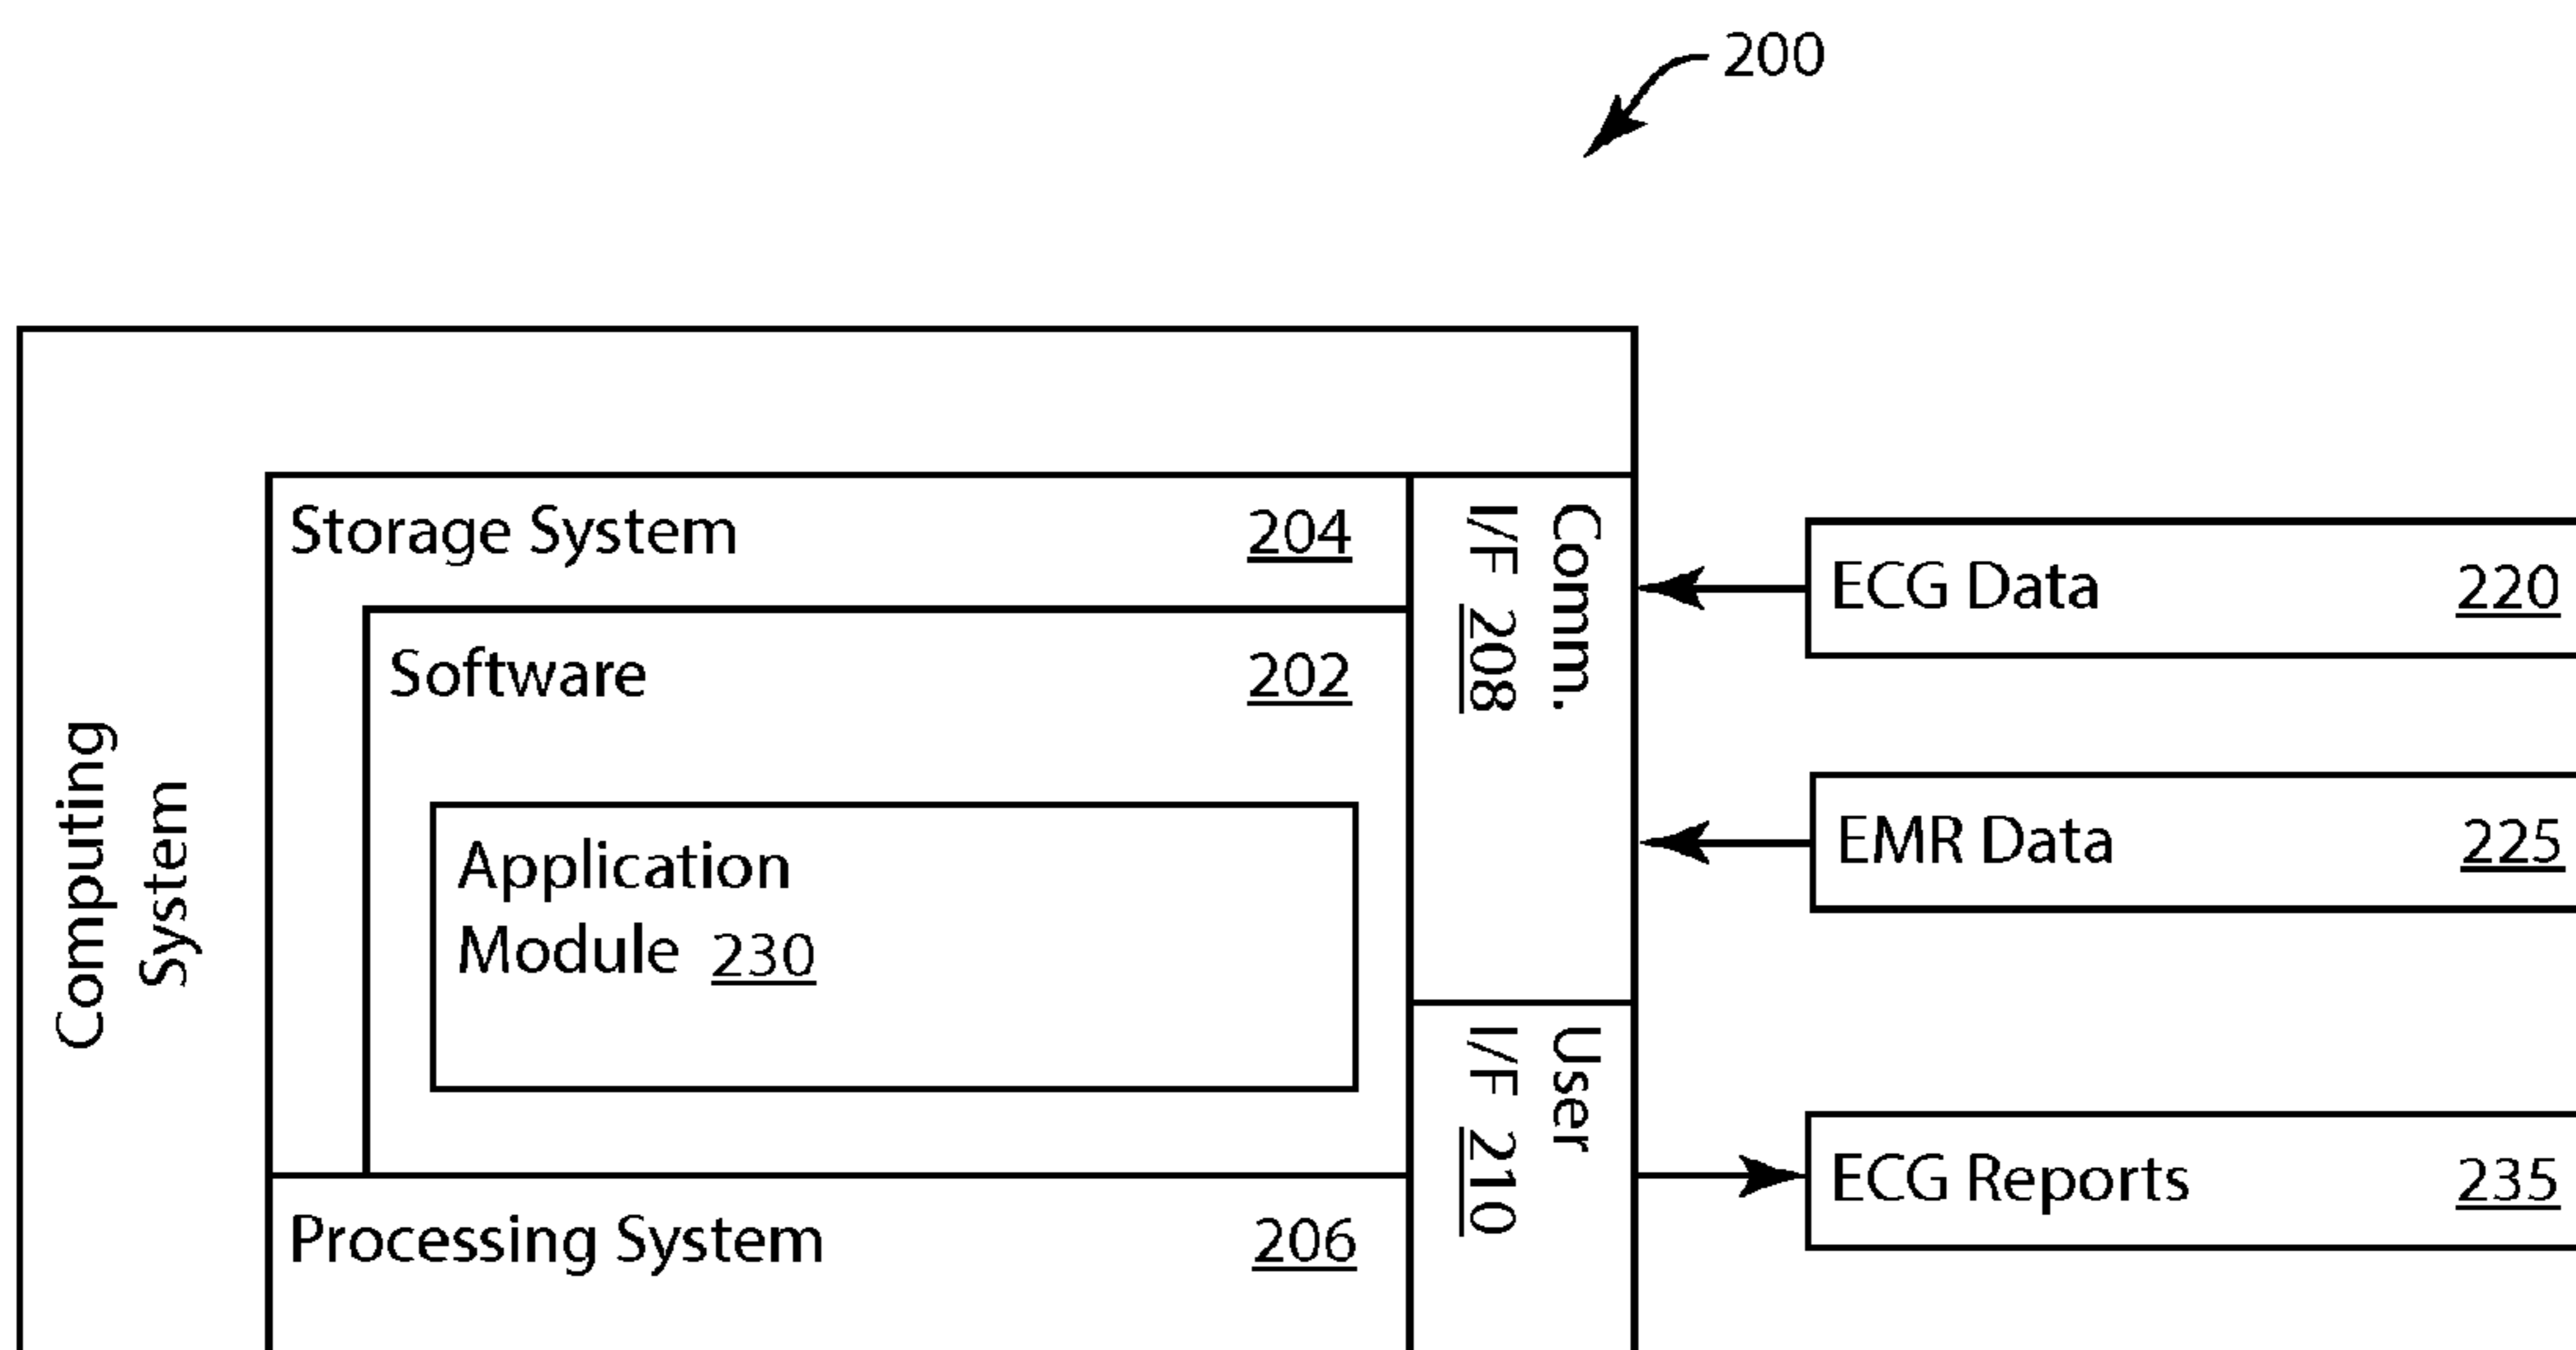 200
Computing
System
Storage System 204
Software 202
Application
Module 230
Processing System 206
Comm.
I/F 208
User
I/F 210
ECG Data 220
EMR Data 225
ECG Reports 235